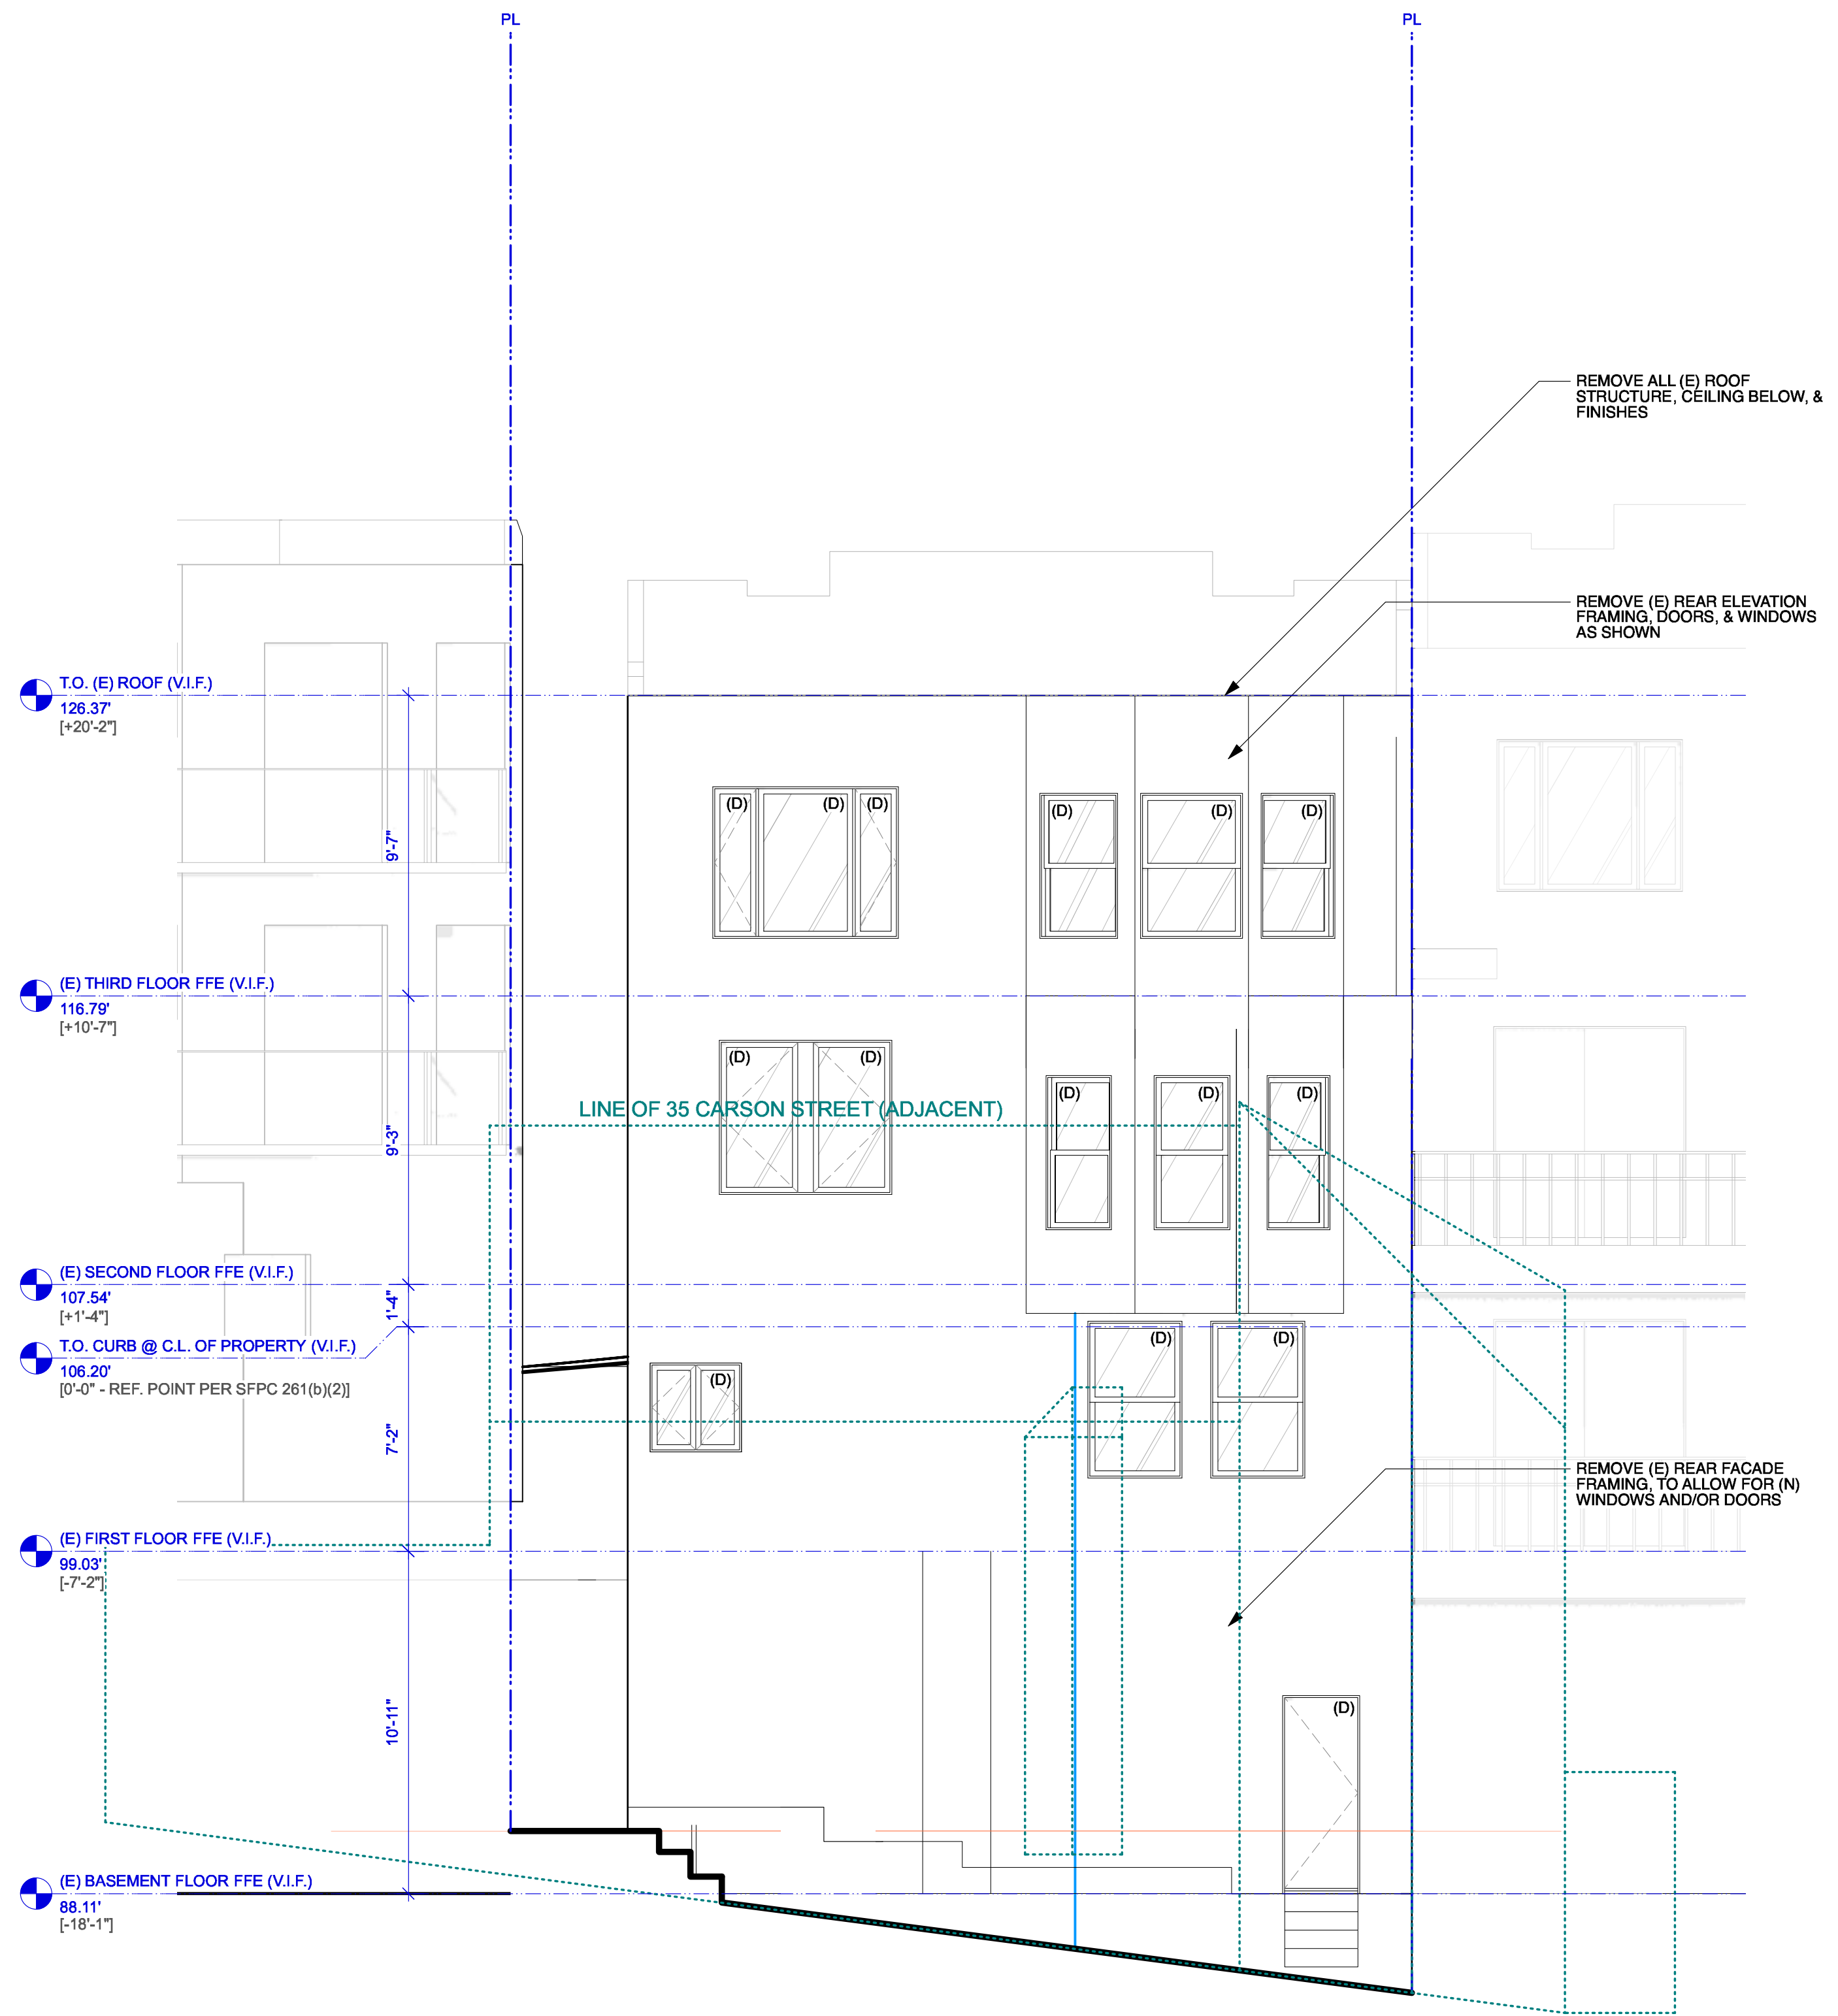 PL
PL
REMOVE ALL (E) ROOF
STRUCTURE, CEILING BELOW, &
FINISHES
REMOVE (E) REAR ELEVATION
FRAMING, DOORS, & WINDOWS
AS SHOWN
T.O. (E) ROOF (V.I.F.)
126.37'
[+20'-2"]
(D)
(D)
(D)
(D)
(D)
(D)
9'-7"
(E) THIRD FLOOR FFE (V.I.F.)
116.79'
[+10'-7"]
(D)
(D)
(D)
(D)
(D)
LINE OF 35 CARSON STREET (ADJACENT)
9'-3"
(E) SECOND FLOOR FFE (V.I.F.)
107.54'
[+1'-4"]
1'-4"
T.O. CURB @ C.L. OF PROPERTY (V.I.F.)
106.20'
[0'-0" - REF. POINT PER SFPC 261(b)(2)]
(D)
(D)
(D)
7'-2"
REMOVE (E) REAR FACADE
FRAMING, TO ALLOW FOR (N)
WINDOWS AND/OR DOORS
(E) FIRST FLOOR FFE (V.I.F.)
99.03'
[-7'-2"]
10'-11"
(D)
(E) BASEMENT FLOOR FFE (V.I.F.)
88.11'
[-18'-1"]